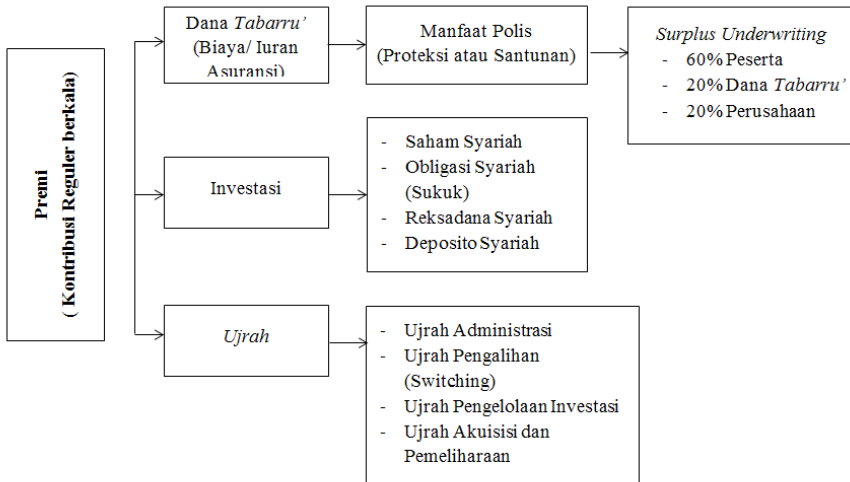 Premi
( Kontribusi Reguler berkala)
Dana Tabarru’
(Biaya/ Iuran
Asuransi)
Manfaat Polis
(Proteksi atau Santunan)
Surplus Underwriting
- 60% Peserta
- 20% Dana Tabarru’
- 20% Perusahaan
Investasi
- Saham Syariah
- Obligasi Syariah
(Sukuk)
- Reksadana Syariah
- Deposito Syariah
Ujrah
- Ujrah Administrasi
- Ujrah Pengalihan
(Switching)
- Ujrah Pengelolaan Investasi
- Ujrah Akuisisi dan
Pemeliharaan